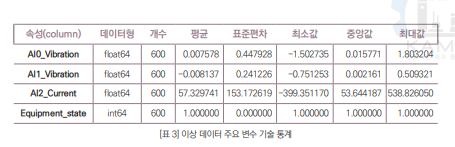 속성(column) 데이터형 개수 평균 표준편차 최소값 중앙값 최대값
AI0_Vibration float64 600 0.007578 0.447928 -1.502735 0.015771 1.803204
AI1_Vibration float64 600 -0.008137 0.241226 -0.751253 0.002161 0.509321
AI2_Current float64 600 57.329741 153.172619 -399.351170 53.644187 538.826050
Equipment_state int64 600 1.000000 0.000000 1.000000 1.000000 1.000000
[표 3] 이상 데이터 주요 변수 기술 통계